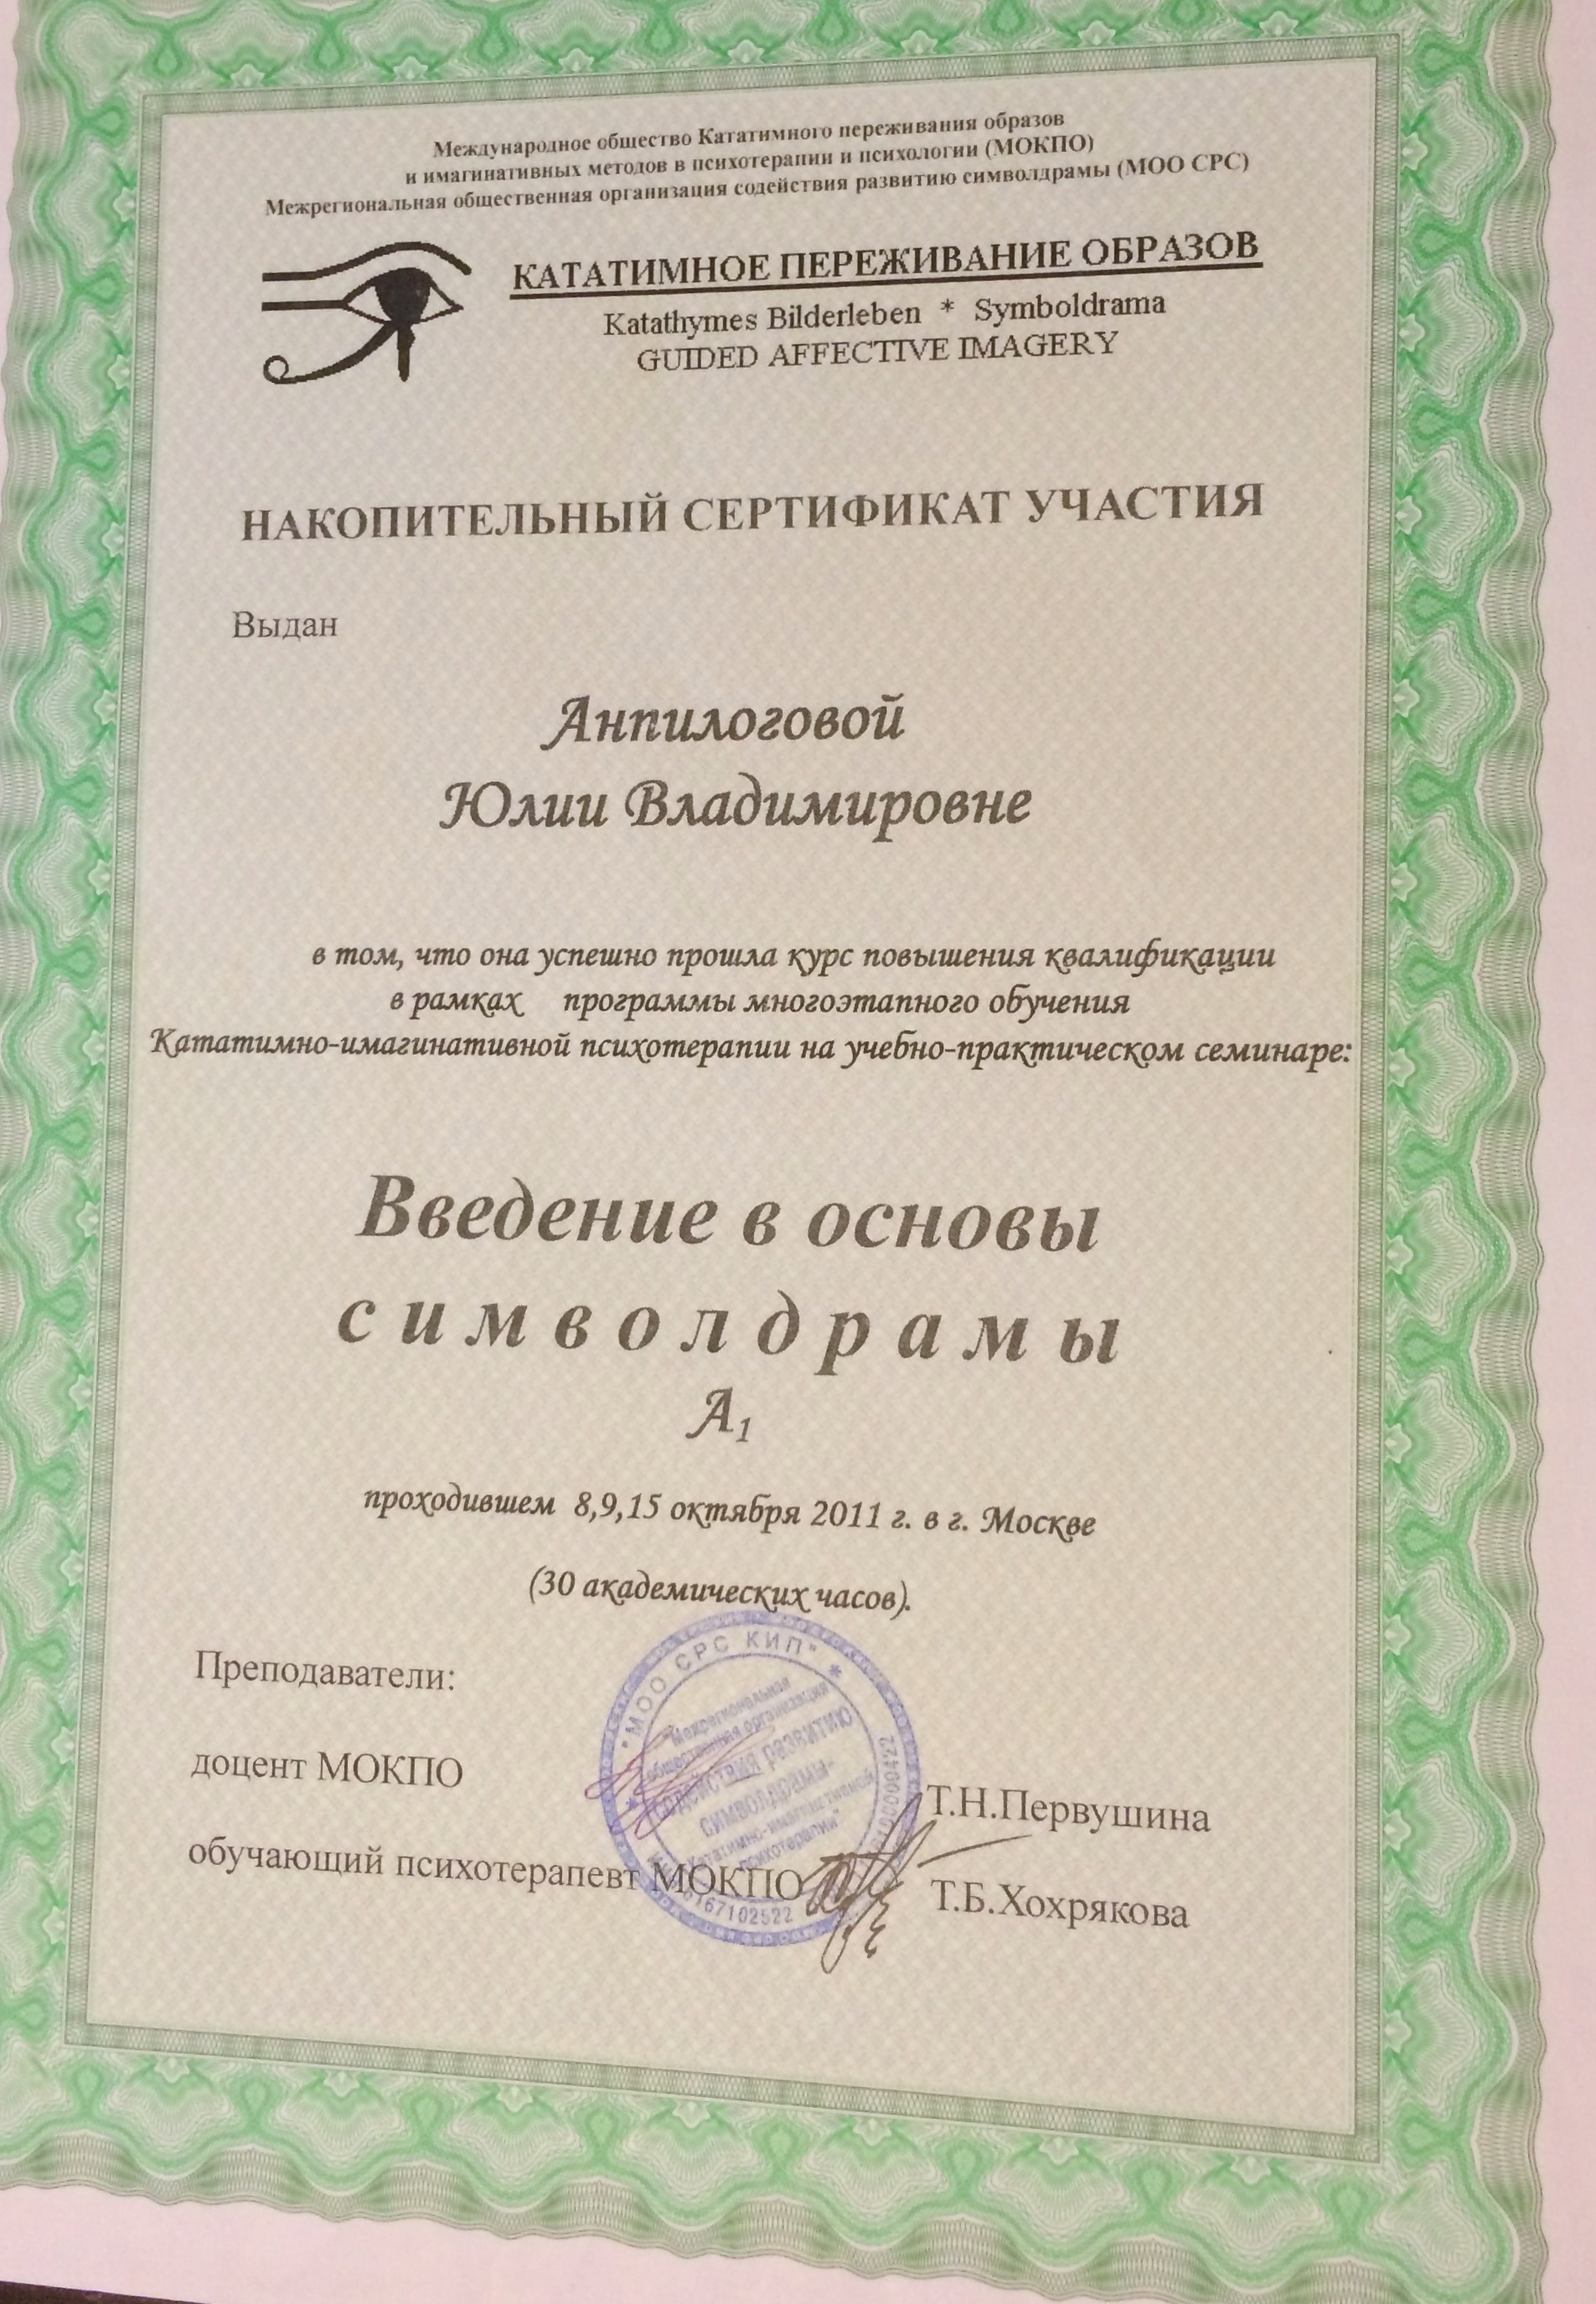 Международное общество Кататимного переживания образов
и имагинативных методов в психотерапии и психологии (МОКПО)
Межрегиональная общественная организация содействия развитию символдрамы (МОО СРС)
КАТАТИМНОЕ ПЕРЕЖИВАНИЕ ОБРАЗОВ
Katathymes Bilderleben * Symboldrama
GUIDED AFFECTIVE IMAGERY
НАКОПИТЕЛЬНЫЙ СЕРТИФИКАТ УЧАСТИЯ
Выдан
Анпилоговой
Юлии Владимировне
в том, что она успешно прошла курс повышения квалификации
в рамках программы многоэтапного обучения
Кататимно-имагинативной психотерапии на учебно-практическом семинаре:
Введение в основы
символдрамы
А1
проходившем 8,9,15 октября 2011 г. в г. Москве
(30 академических часов).
Преподаватели:
доцент МОКПО
Т.Н.Первушина
обучающий психотерапевт МОКПО
Т.Б.Хохрякова
"МОО СРС КИП" *
"Межрегиональная
общественная организация
содействия развитию
символдрамы-
Кататимно-имагинативной
психотерапии"